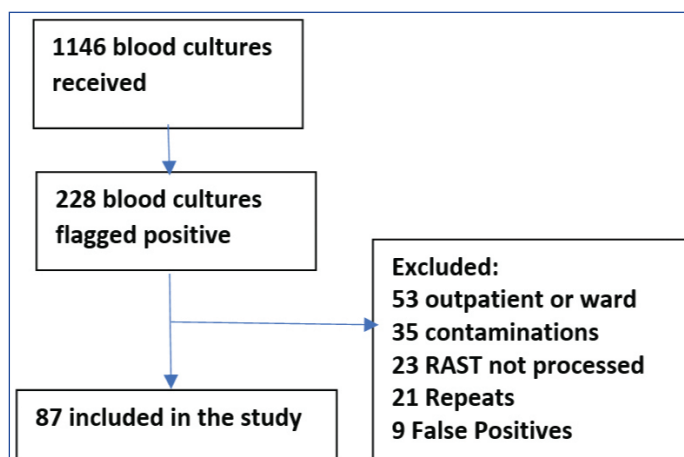 1146 blood cultures
received
228 blood cultures
flagged positive
Excluded:
53 outpatient or ward
35 contaminations
23 RAST not processed
21 Repeats
9 False Positives
87 included in the study